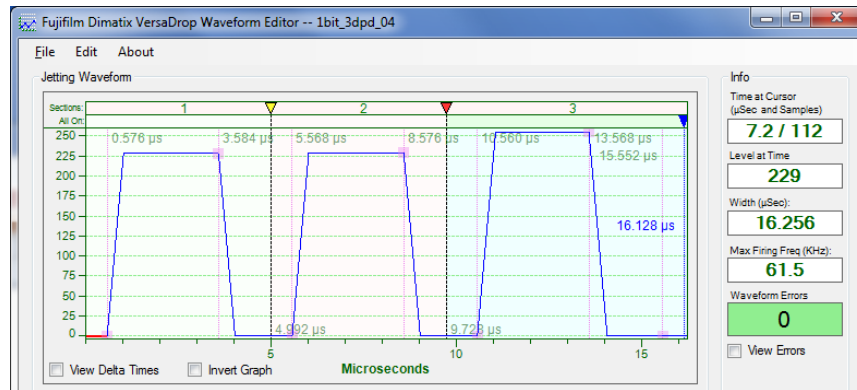 Fujifilm Dimatix VersaDrop Waveform Editor -- 1bit_3dpd_04
File Edit About
Jetting Waveform
Sections: 1 2 3
All On:
0.576 µs 3.584 µs 5.568 µs 8.576 µs 10.560 µs 13.568 µs
15.552 µs
16.128 µs
4.992 µs 9.728 µs
250
225
200
175
150
125
100
75
50
25
0
5 10 15
Microseconds
View Delta Times Invert Graph
Info
Time at Cursor
(µSec and Samples)
7.2 / 112
Level at Time
229
Width (µSec):
16.256
Max Firing Freq (KHz):
61.5
Waveform Errors
0
View Errors